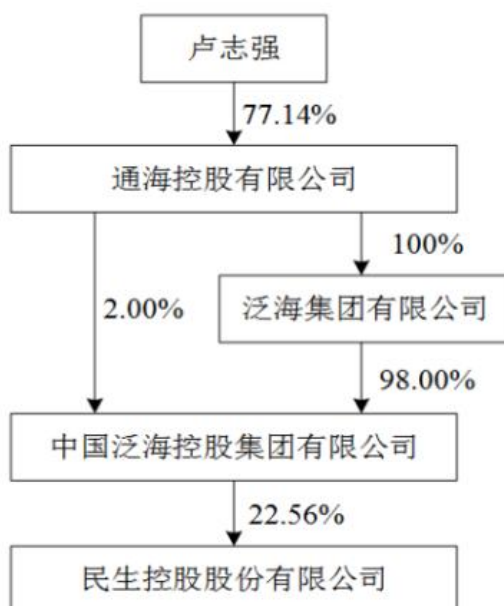 卢志强
77.14%
通海控股有限公司
100%
2.00%
泛海集团有限公司
98.00%
中国泛海控股集团有限公司
22.56%
民生控股股份有限公司